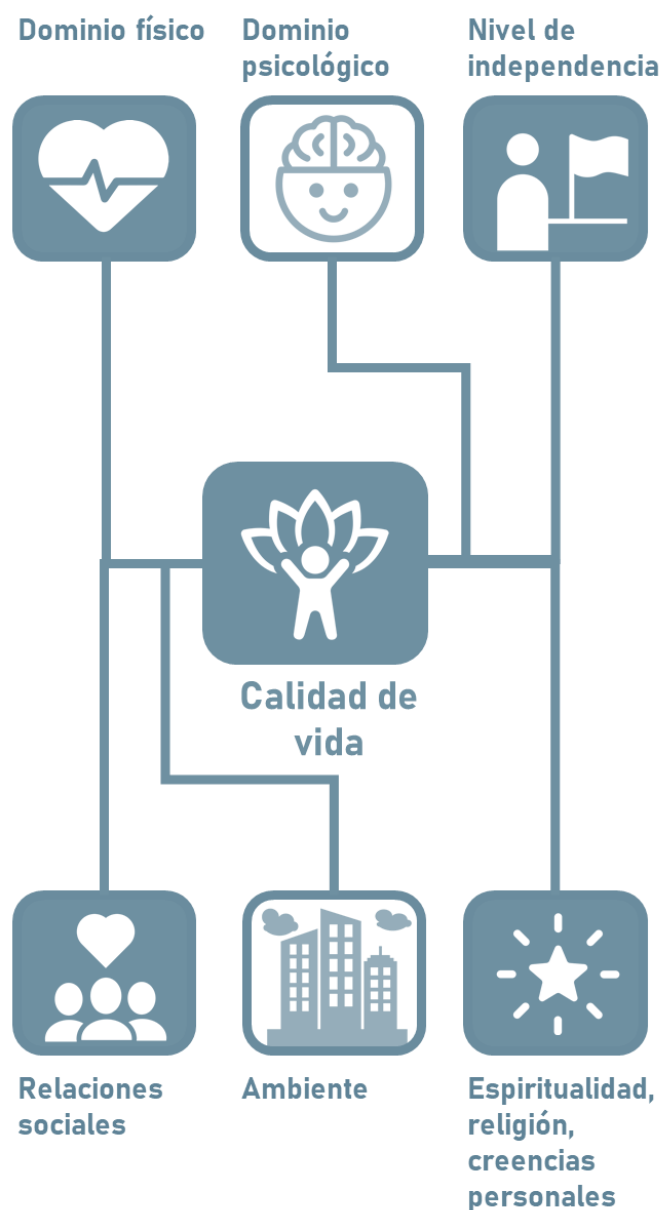 Dominio físico
Dominio
psicológico
Nivel de
independencia
Calidad de
vida
Relaciones
sociales
Ambiente
Espiritualidad,
religión,
creencias
personales